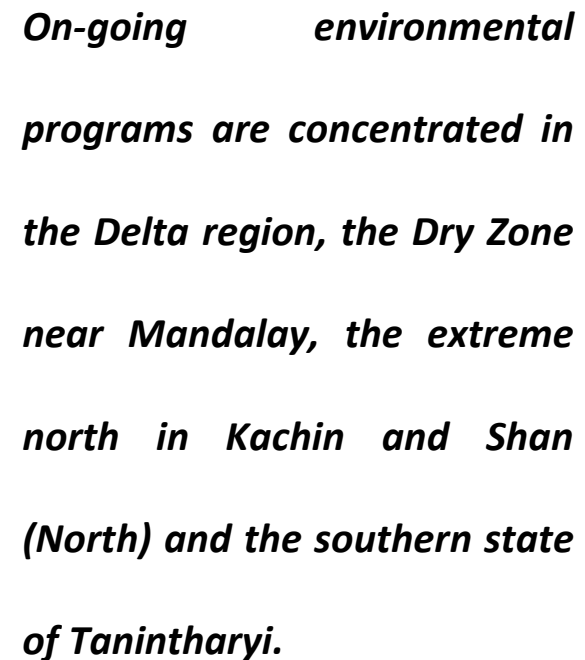 On-going environmental
programs are concentrated in
the Delta region, the Dry Zone
near Mandalay, the extreme
north in Kachin and Shan
(North) and the southern state
of Tanintharyi.